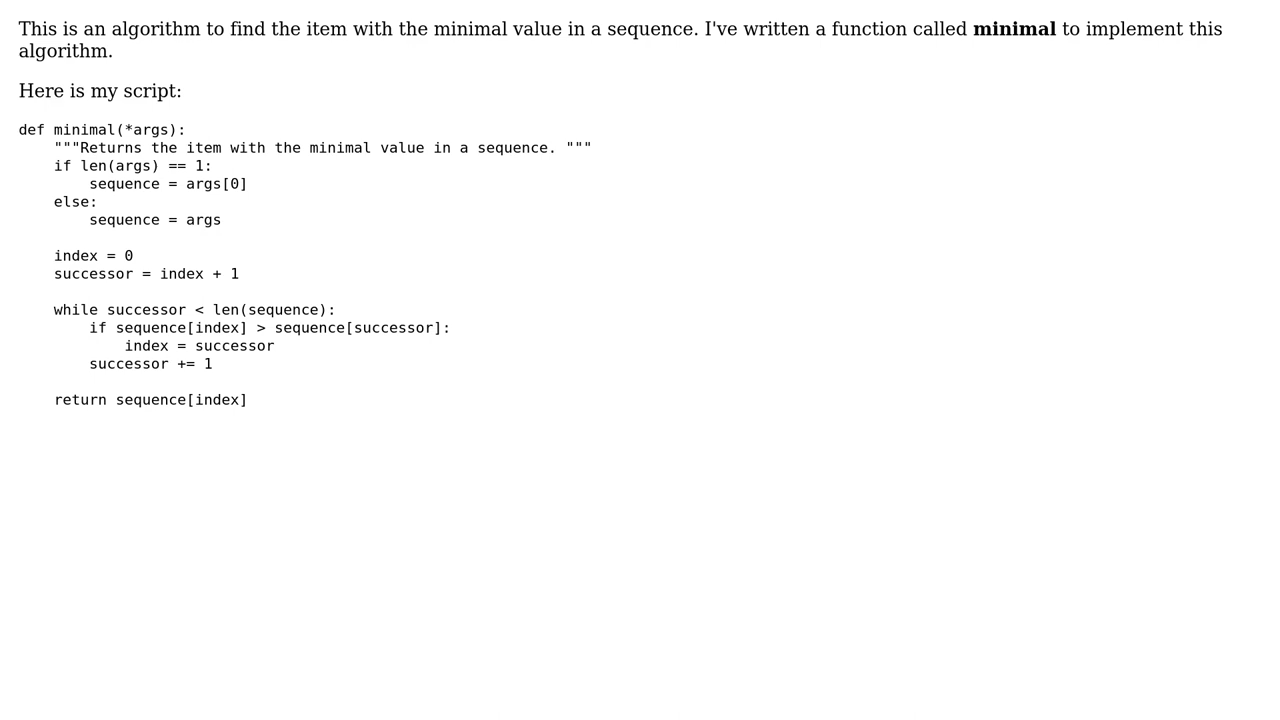 This is an algorithm to find the item with the minimal value in a sequence. I've written a function called minimal to implement this
algorithm.
Here is my script:
def minimal(*args):
    """Returns the item with the minimal value in a sequence. """
    if len(args) == 1:
        sequence = args[0]
    else:
        sequence = args

    index = 0
    successor = index + 1

    while successor < len(sequence):
        if sequence[index] > sequence[successor]:
            index = successor
        successor += 1

    return sequence[index]